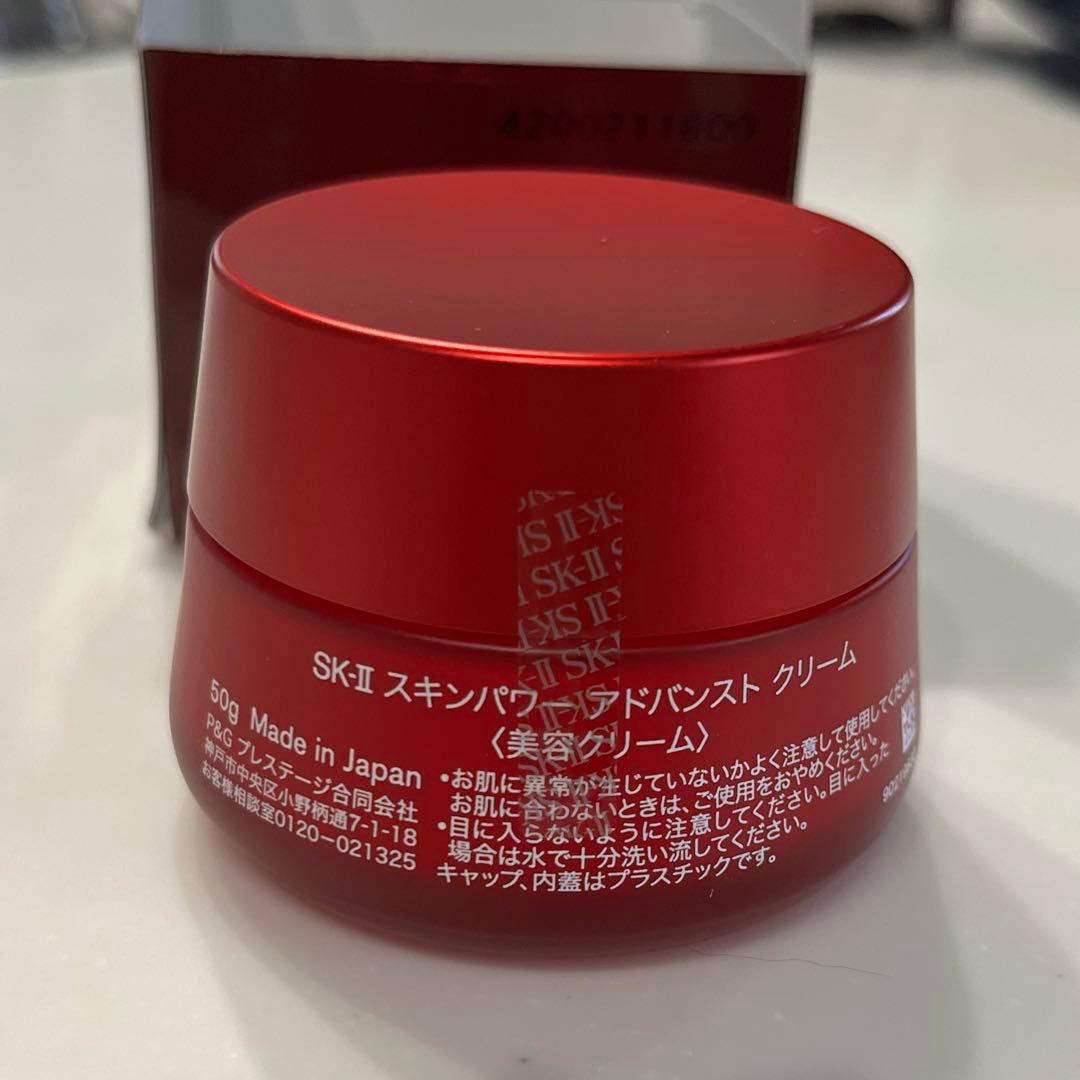 4200211800
SK-II SK-II
SK-II スキンパワー アドバンスト クリーム
〈美容クリーム〉
50g Made in Japan
P&G プレステージ合同会社
神戸市中央区小野柄通7-1-18
お客様相談室0120-021325
•お肌に異常が生じていないかよく注意して使用してください。
お肌に合わないときは、ご使用をおやめください。
•目に入らないように注意してください。目に入った
場合は水で十分洗い流してください。
キャップ、内蓋はプラスチックです。